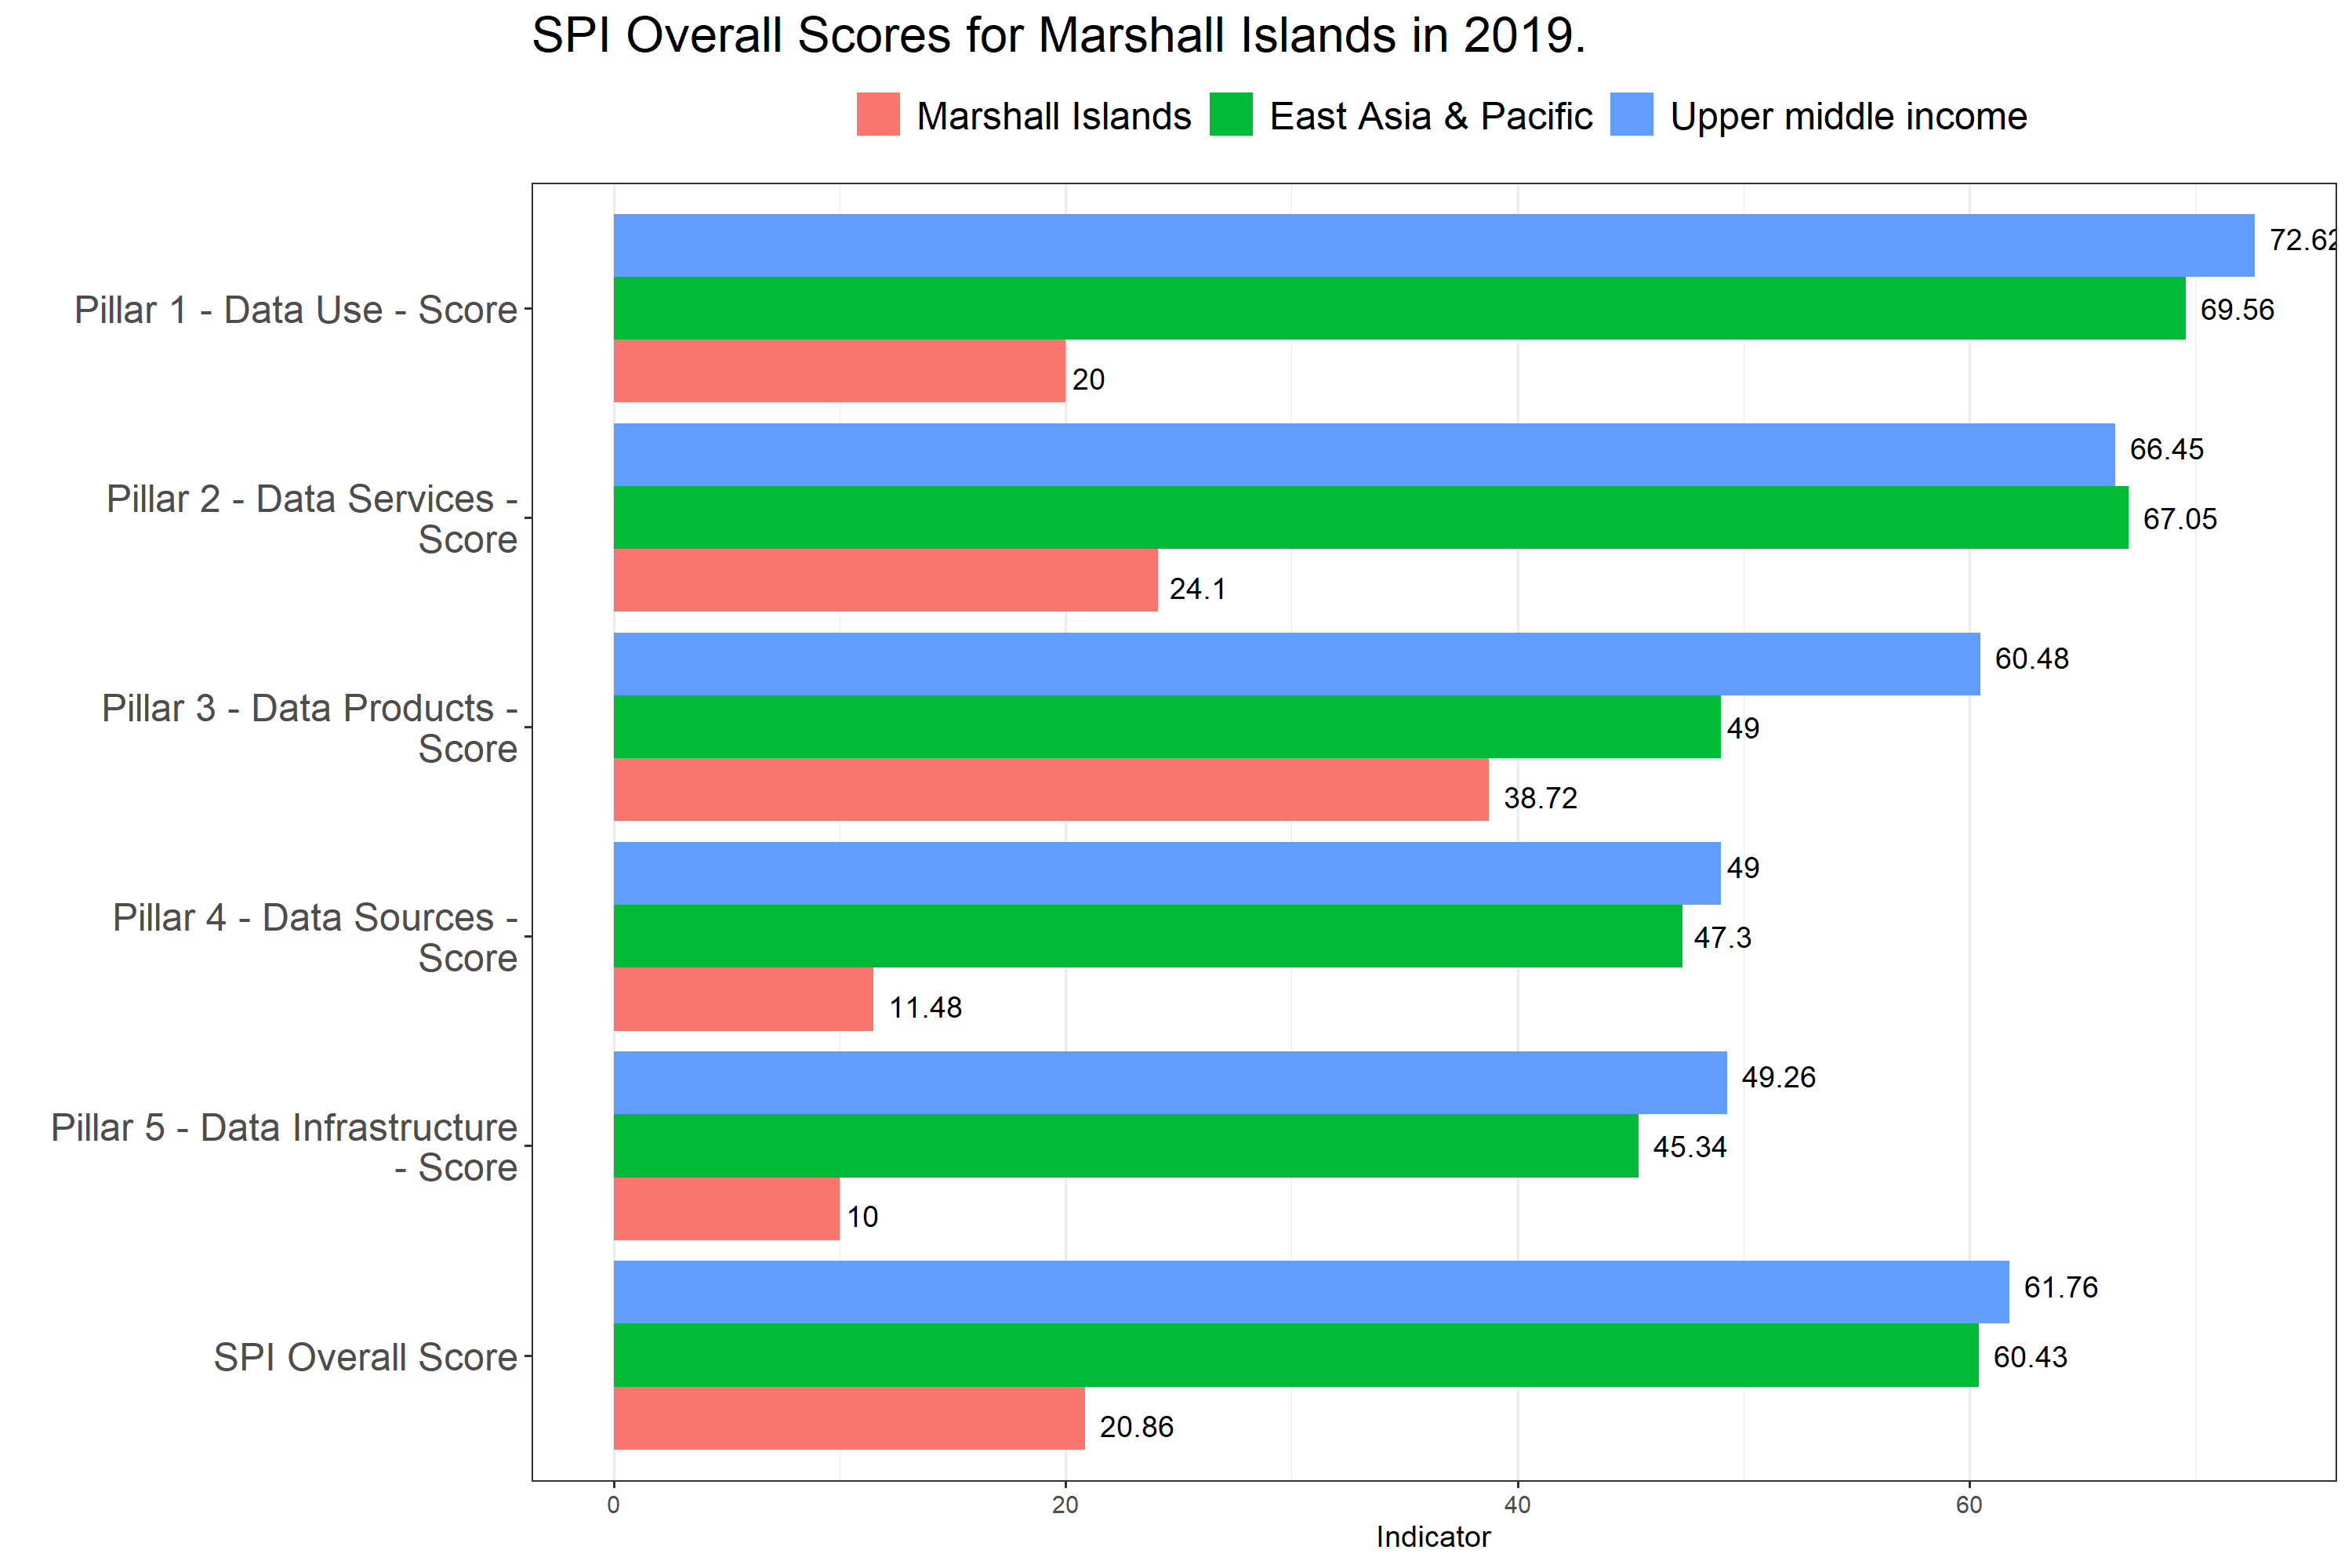 SPI Overall Scores for Marshall Islands in 2019.
Marshall Islands East Asia & Pacific Upper middle income
72.62
Pillar 1 - Data Use - Score
69.56
20
66.45
Pillar 2 - Data Services -
Score
67.05
24.1
60.48
Pillar 3 - Data Products -
Score
49
38.72
49
Pillar 4 - Data Sources -
Score
47.3
11.48
49.26
Pillar 5 - Data Infrastructure
- Score
45.34
10
61.76
SPI Overall Score
60.43
20.86
0 20 40 60
Indicator